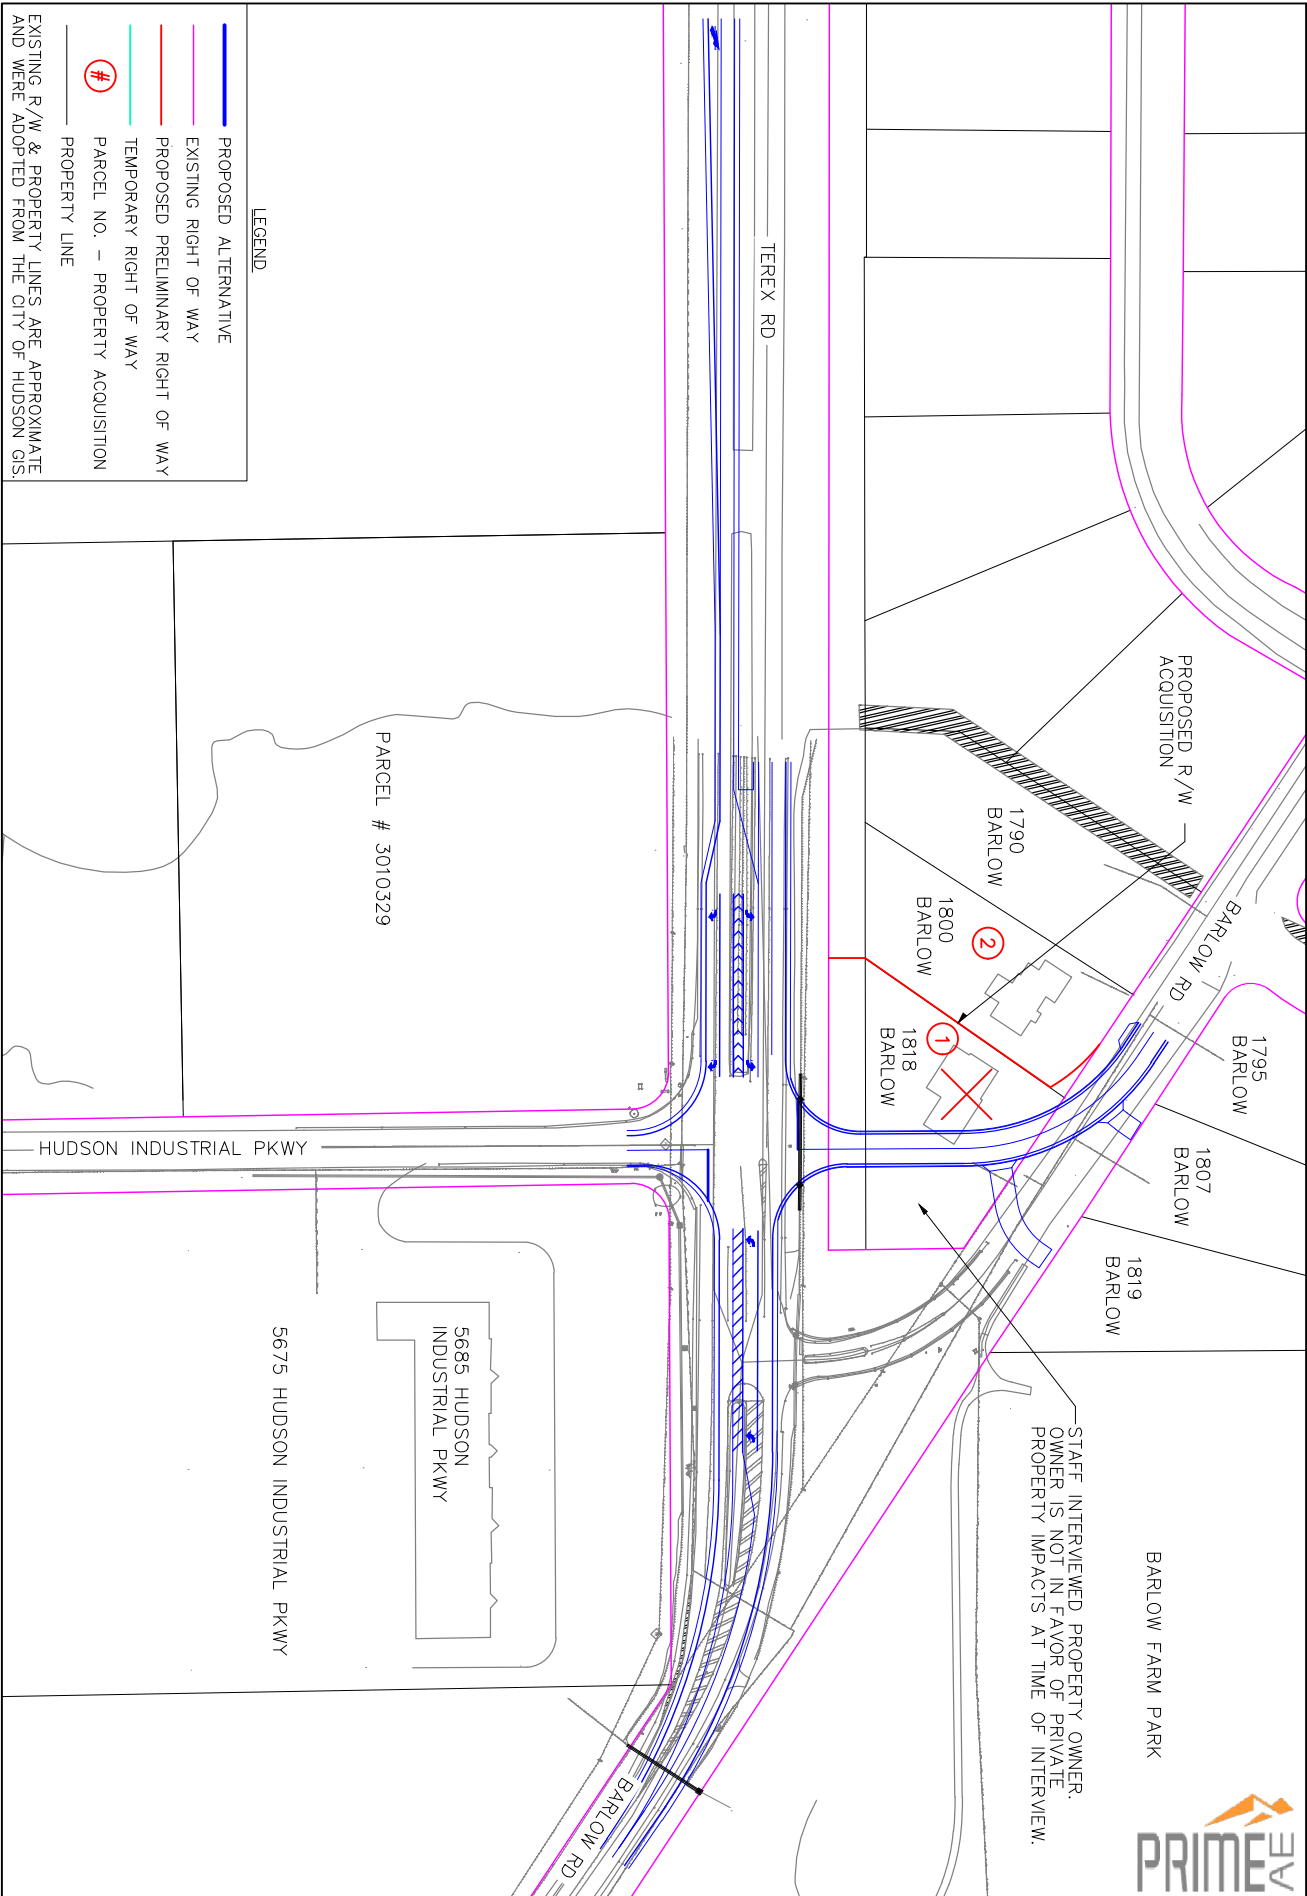 PROPOSED R/W
ACQUISITION
1790
BARLOW
1800
BARLOW
2
1
1818
BARLOW
BARLOW RD
1795
BARLOW
1807
BARLOW
1819
BARLOW
BARLOW FARM PARK
STAFF INTERVIEWED PROPERTY OWNER.
OWNER IS NOT IN FAVOR OF PRIVATE
PROPERTY IMPACTS AT TIME OF INTERVIEW.
PRIME
AE
TEREX RD
PARCEL # 3010329
HUDSON INDUSTRIAL PKWY
5685 HUDSON
INDUSTRIAL PKWY
5675 HUDSON INDUSTRIAL PKWY
BARLOW RD
LEGEND
PROPOSED ALTERNATIVE
EXISTING RIGHT OF WAY
PROPOSED PRELIMINARY RIGHT OF WAY
TEMPORARY RIGHT OF WAY
# PARCEL NO. - PROPERTY ACQUISITION
PROPERTY LINE
EXISTING R/W & PROPERTY LINES ARE APPROXIMATE
AND WERE ADOPTED FROM THE CITY OF HUDSON GIS.